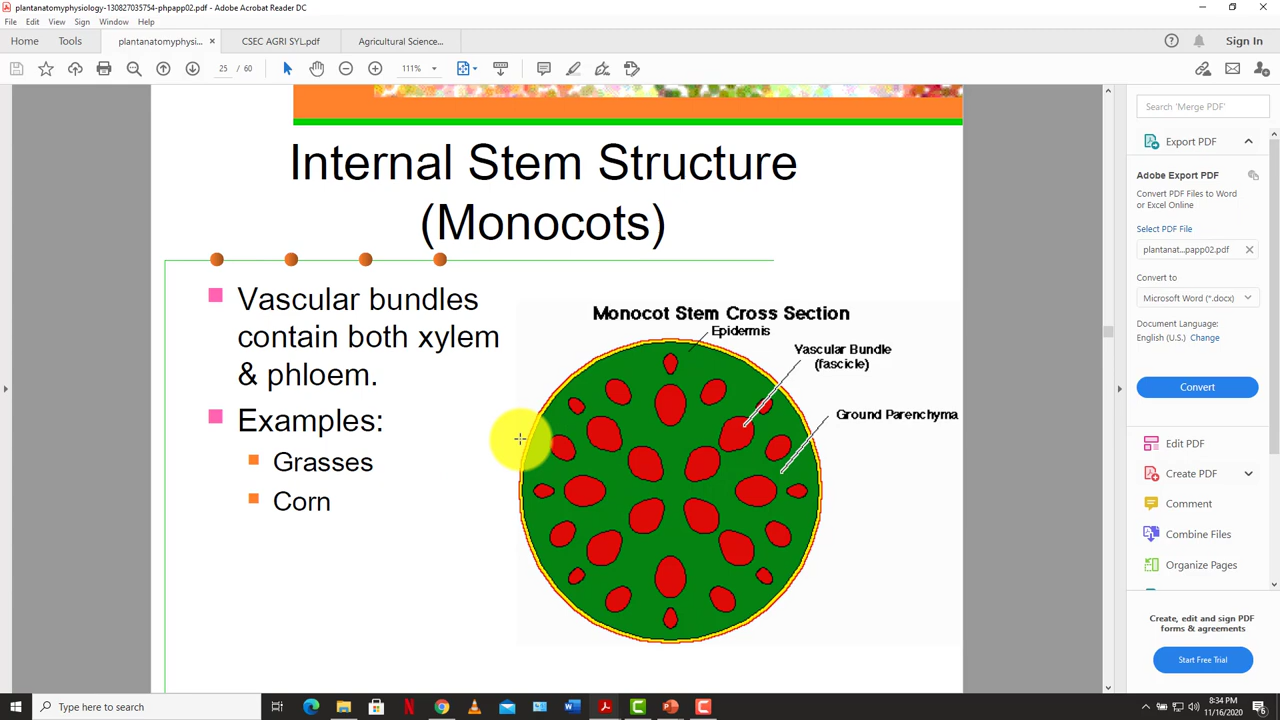 plantanatomyphysiology-130827035754-phpapp02.pdf - Adobe Acrobat Reader DC
File Edit View Sign Window Help
Home Tools plantanatomyphysi... × CSEC AGRI SYL.pdf Agricultural Science... Sign In
25 / 60 111%
Internal Stem Structure
(Monocots)
Vascular bundles
contain both xylem
& phloem.
Examples:
Grasses
Corn
Monocot Stem Cross Section
Epidermis
Vascular Bundle
(fascicle)
Ground Parenchyma
Search 'Merge PDF'
Export PDF
Adobe Export PDF
Convert PDF Files to Word
or Excel Online
Select PDF File
plantanat...papp02.pdf
Convert to
Microsoft Word (*.docx)
Document Language:
English (U.S.) Change
Convert
Edit PDF
Create PDF
Comment
Combine Files
Organize Pages
Create, edit and sign PDF
forms & agreements
Start Free Trial
Type here to search
8:34 PM
11/16/2020